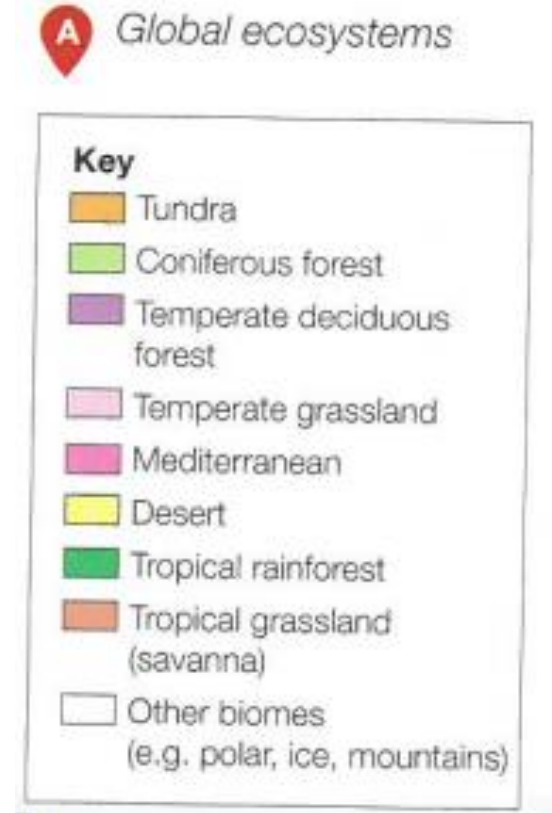 A Global ecosystems
Key
Tundra
Coniferous forest
Temperate deciduous
forest
Temperate grassland
Mediterranean
Desert
Tropical rainforest
Tropical grassland
(savanna)
Other biomes
(e.g. polar, ice, mountains)